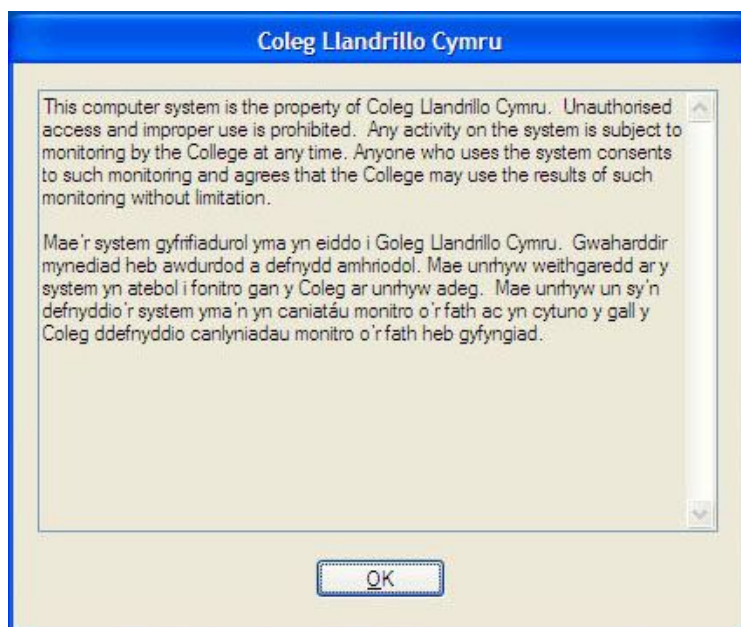 Coleg Llandrillo Cymru
This computer system is the property of Coleg Llandrillo Cymru.  Unauthorised
access and improper use is prohibited.  Any activity on the system is subject to
monitoring by the College at any time. Anyone who uses the system consents
to such monitoring and agrees that the College may use the results of such
monitoring without limitation.
Mae'r system gyfrifiadurol yma yn eiddo i Goleg Llandrillo Cymru.  Gwaharddir
mynediad heb awdurdod a defnydd amhriodol. Mae unrhyw weithgaredd ar y
system yn atebol i fonitro gan y Coleg ar unrhyw adeg.  Mae unrhyw un sy'n
defnyddio'r system yma'n yn caniatáu monitro o'r fath ac yn cytuno y gall y
Coleg ddefnyddio canlyniadau monitro o'r fath heb gyfyngiad.
OK